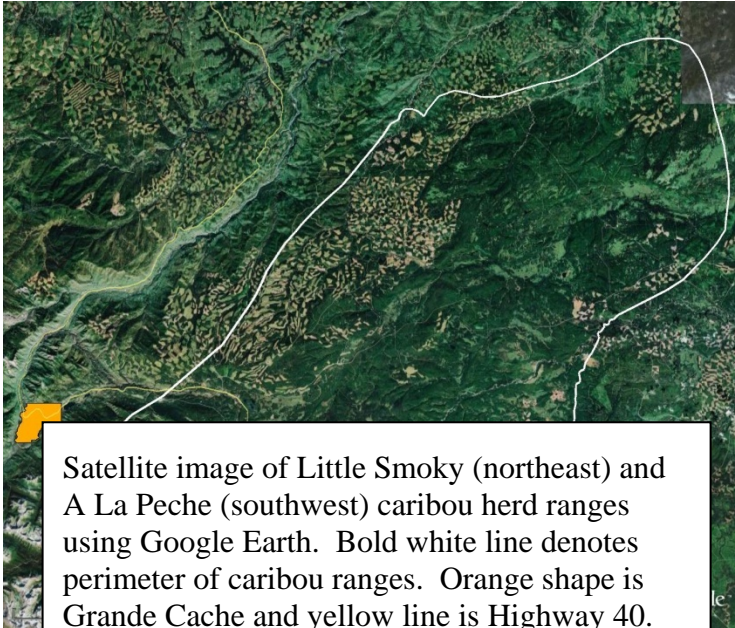 Satellite image of Little Smoky (northeast) and
A La Peche (southwest) caribou herd ranges
using Google Earth.  Bold white line denotes
perimeter of caribou ranges.  Orange shape is
Grande Cache and yellow line is Highway 40.
le